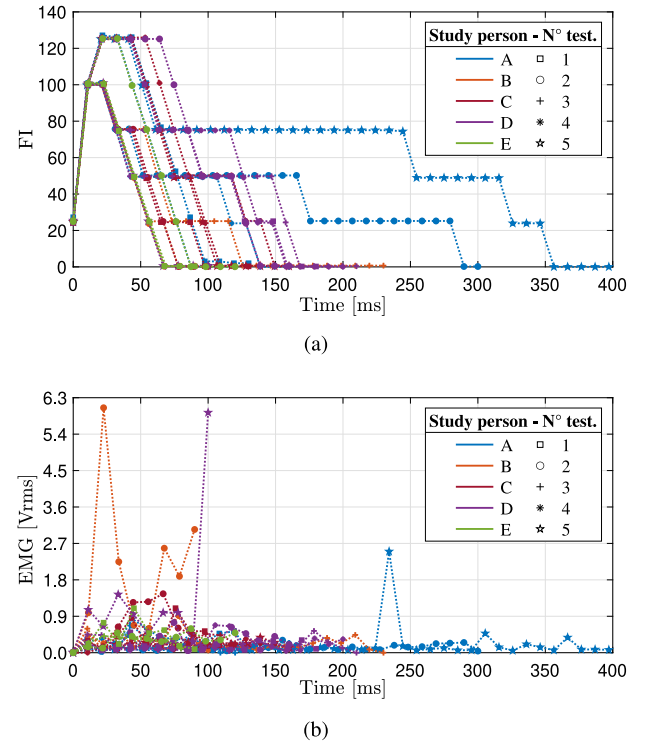 140
120
100
80
60
40
20
0
FI
0 50 100 150 200 250 300 350 400
Time [ms]
Study person - N° test.
A 1
B 2
C 3
D 4
E 5
(a)
6.3
5.4
4.5
3.6
2.7
1.8
0.9
0.0
EMG [Vrms]
0 50 100 150 200 250 300 350 400
Time [ms]
Study person - N° test.
A 1
B 2
C 3
D 4
E 5
(b)